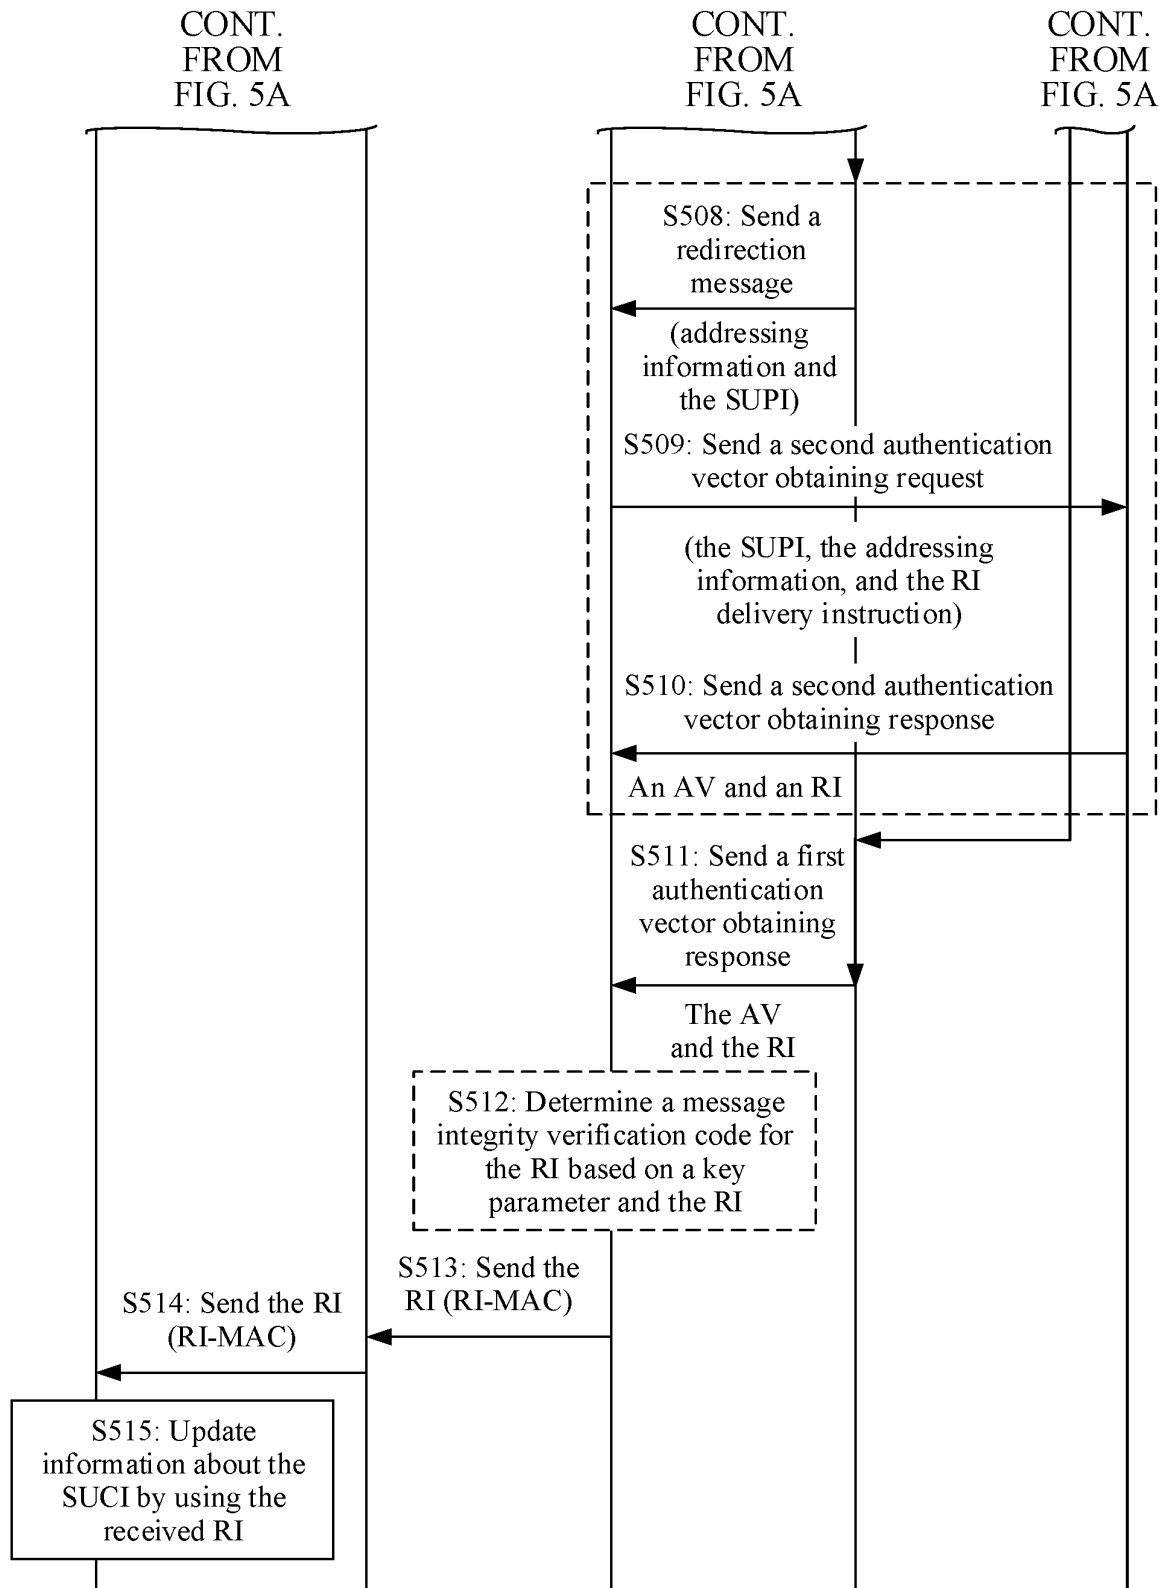 CONT.
FROM
FIG. 5A
CONT.
FROM
FIG. 5A
CONT.
FROM
FIG. 5A
S508: Send a
redirection
message
(addressing
information and
the SUPI)
S509: Send a second authentication
vector obtaining request
(the SUPI, the addressing
information, and the RI
delivery instruction)
S510: Send a second authentication
vector obtaining response
An AV and an RI
S511: Send a first
authentication
vector obtaining
response
The AV
and the RI
S512: Determine a message
integrity verification code for
the RI based on a key
parameter and the RI
S513: Send the
RI (RI-MAC)
S514: Send the RI
(RI-MAC)
S515: Update
information about the
SUCI by using the
received RI